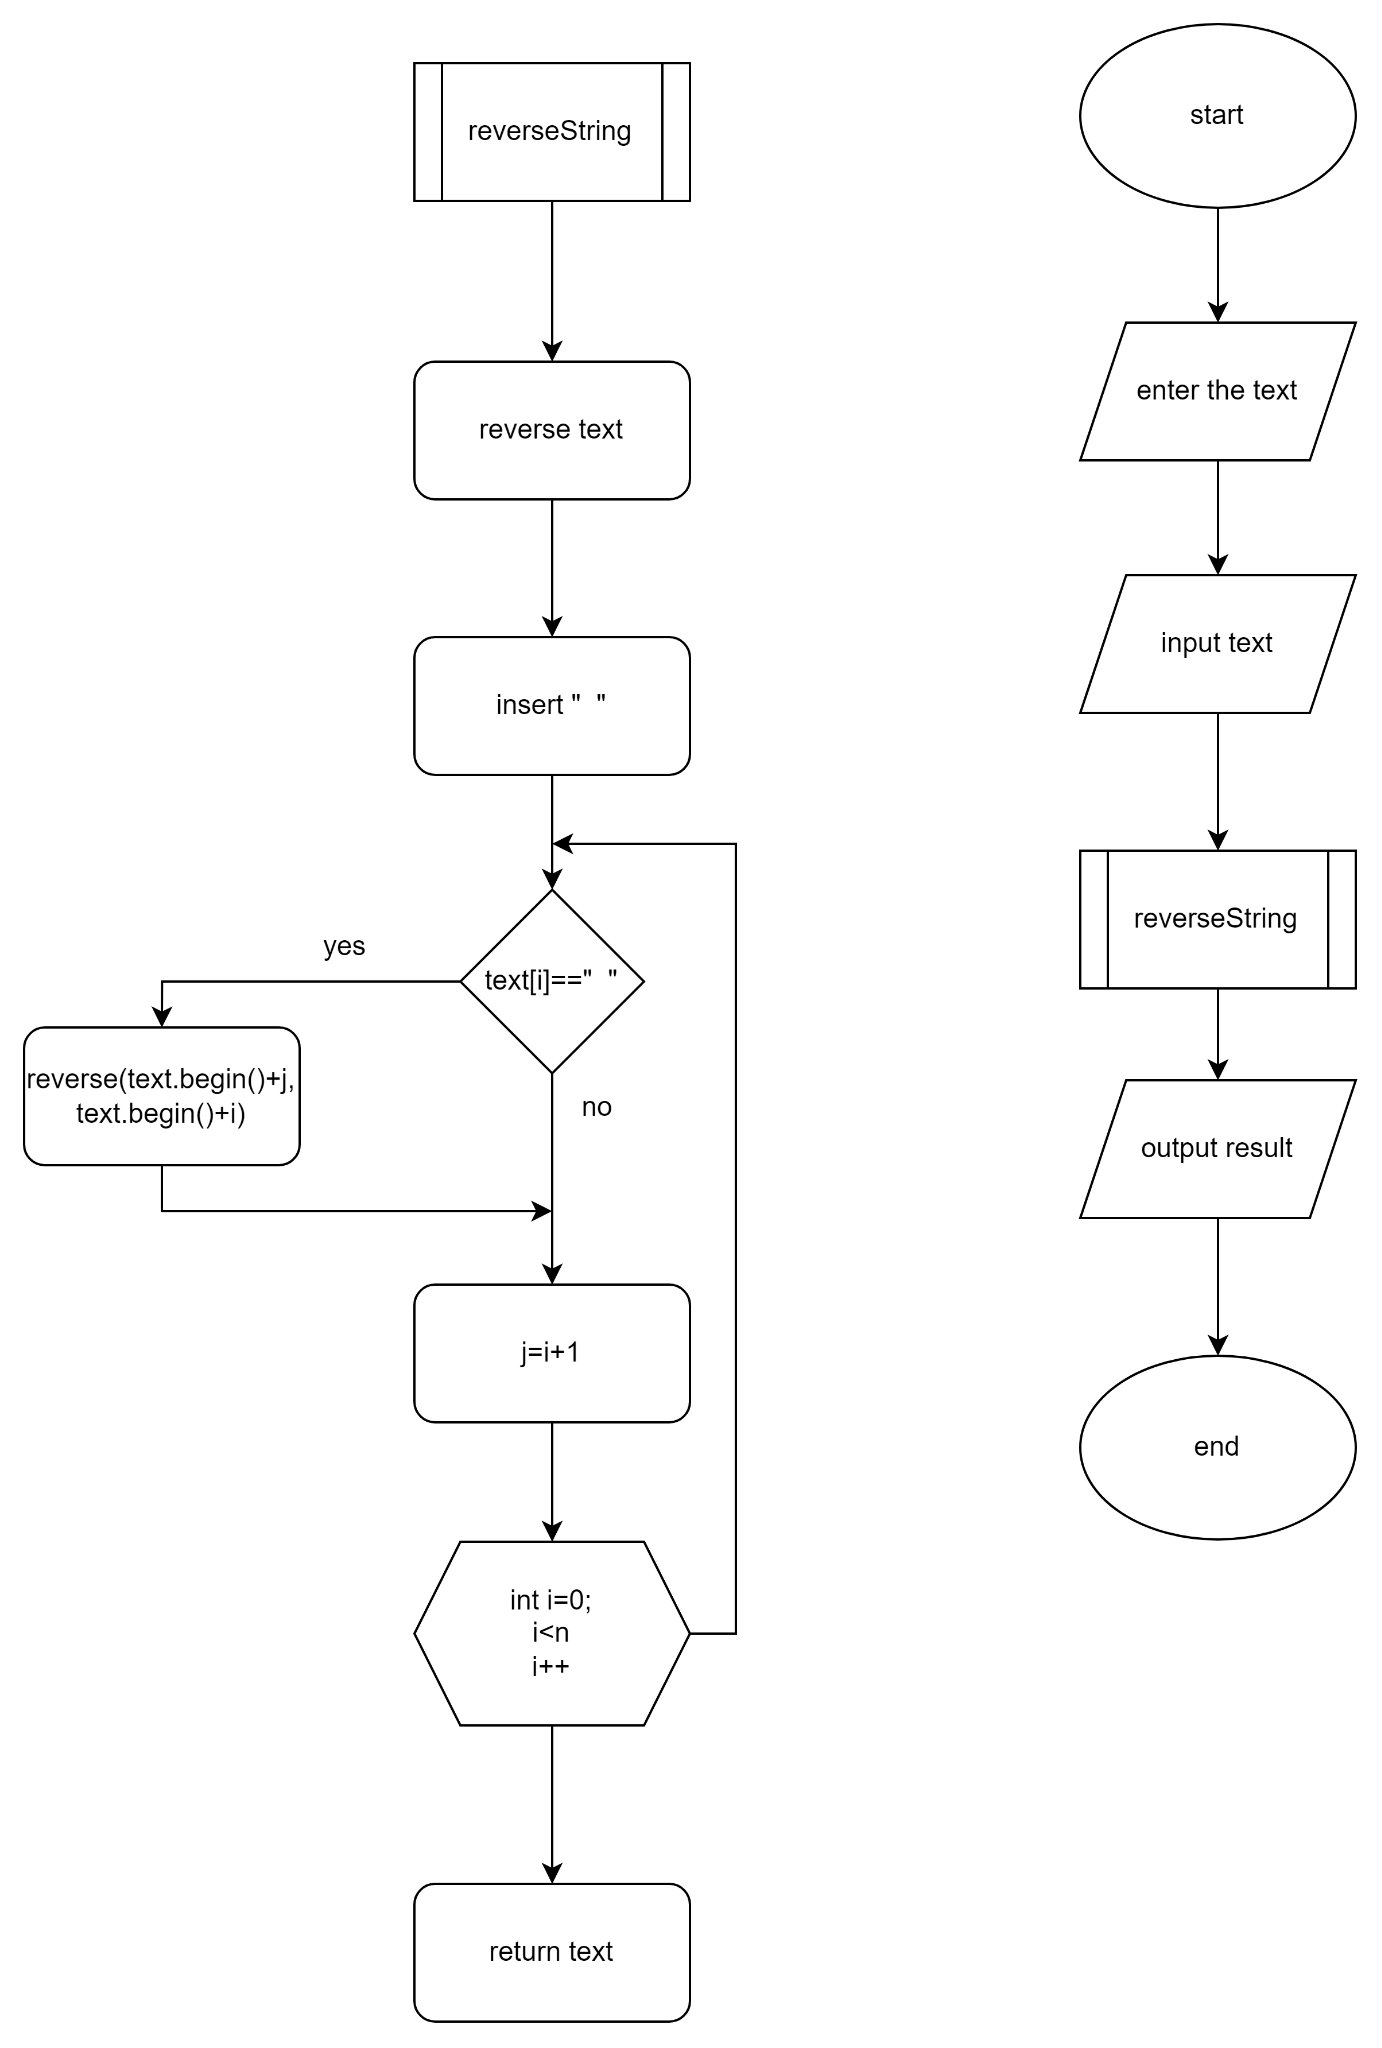 reverseString
reverse text
insert "  "
text[i]=="  "
yes
no
reverse(text.begin()+j,
text.begin()+i)
j=i+1
int i=0;
i<n
i++
return text
start
enter the text
input text
reverseString
output result
end